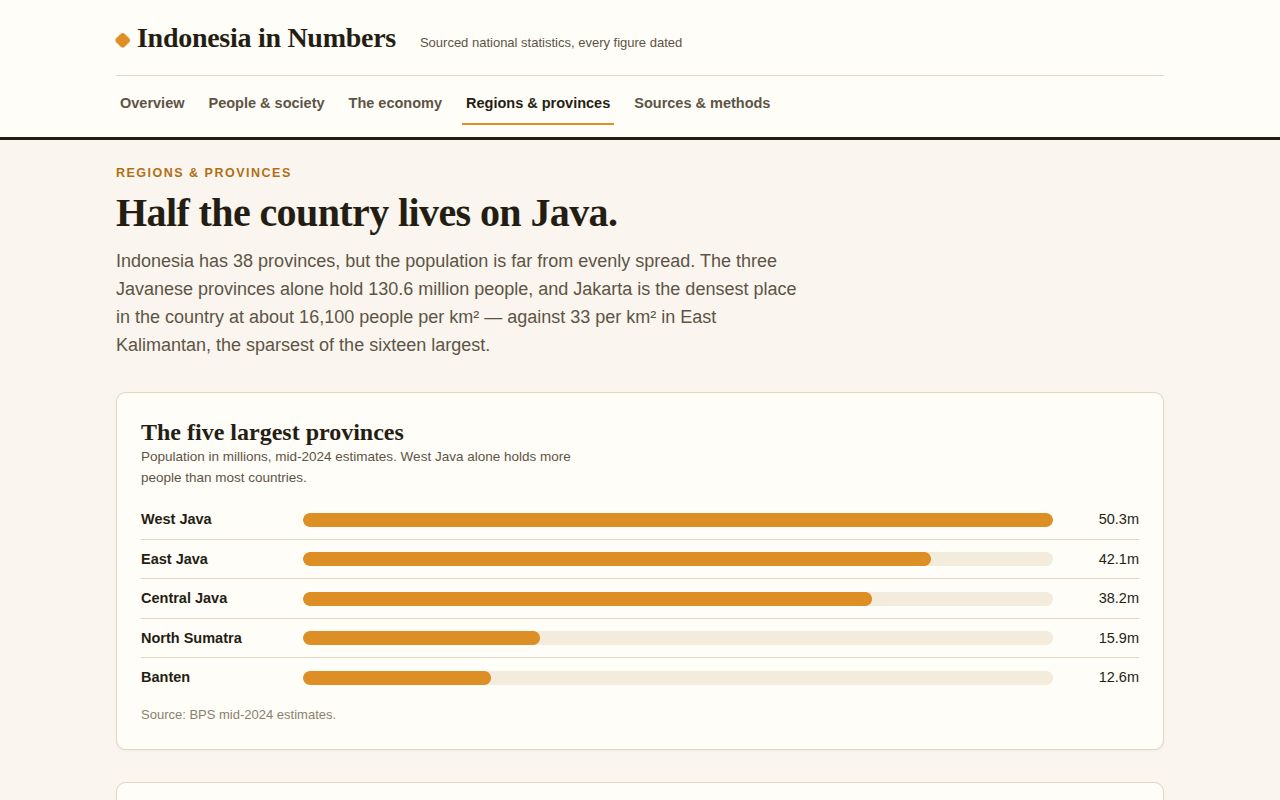 Indonesia in Numbers
Sourced national statistics, every figure dated
Overview
People & society
The economy
Regions & provinces
Sources & methods
REGIONS & PROVINCES
Half the country lives on Java.
Indonesia has 38 provinces, but the population is far from evenly spread. The three
Javanese provinces alone hold 130.6 million people, and Jakarta is the densest place
in the country at about 16,100 people per km² — against 33 per km² in East
Kalimantan, the sparsest of the sixteen largest.
The five largest provinces
Population in millions, mid-2024 estimates. West Java alone holds more
people than most countries.
West Java 50.3m
East Java 42.1m
Central Java 38.2m
North Sumatra 15.9m
Banten 12.6m
Source: BPS mid-2024 estimates.